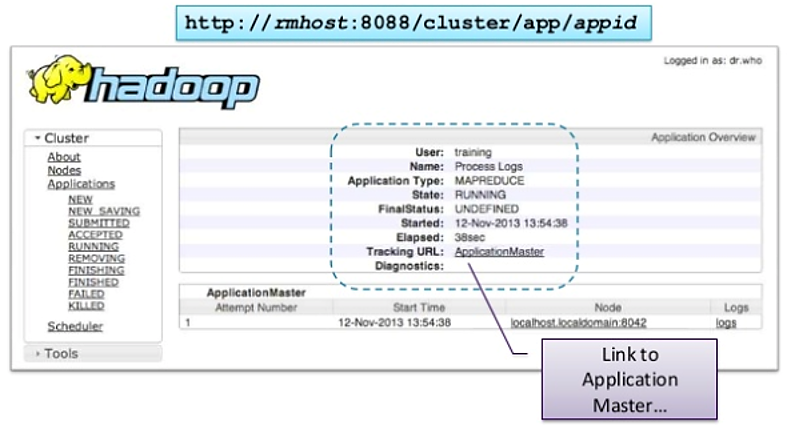 http://rmhost:8088/cluster/app/appid
hadoop
Logged in as: dr.who
Cluster
About
Nodes
Applications
NEW
NEW_SAVING
SUBMITTED
ACCEPTED
RUNNING
REMOVING
FINISHING
FINISHED
FAILED
KILLED
Scheduler
Tools
Application Overview
User: training
Name: Process Logs
Application Type: MAPREDUCE
State: RUNNING
FinalStatus: UNDEFINED
Started: 12-Nov-2013 13:54:38
Elapsed: 38sec
Tracking URL: ApplicationMaster
Diagnostics:
ApplicationMaster
Attempt Number Start Time Node Logs
1 12-Nov-2013 13:54:38 localhost.localdomain:8042 logs
Link to
Application
Master...